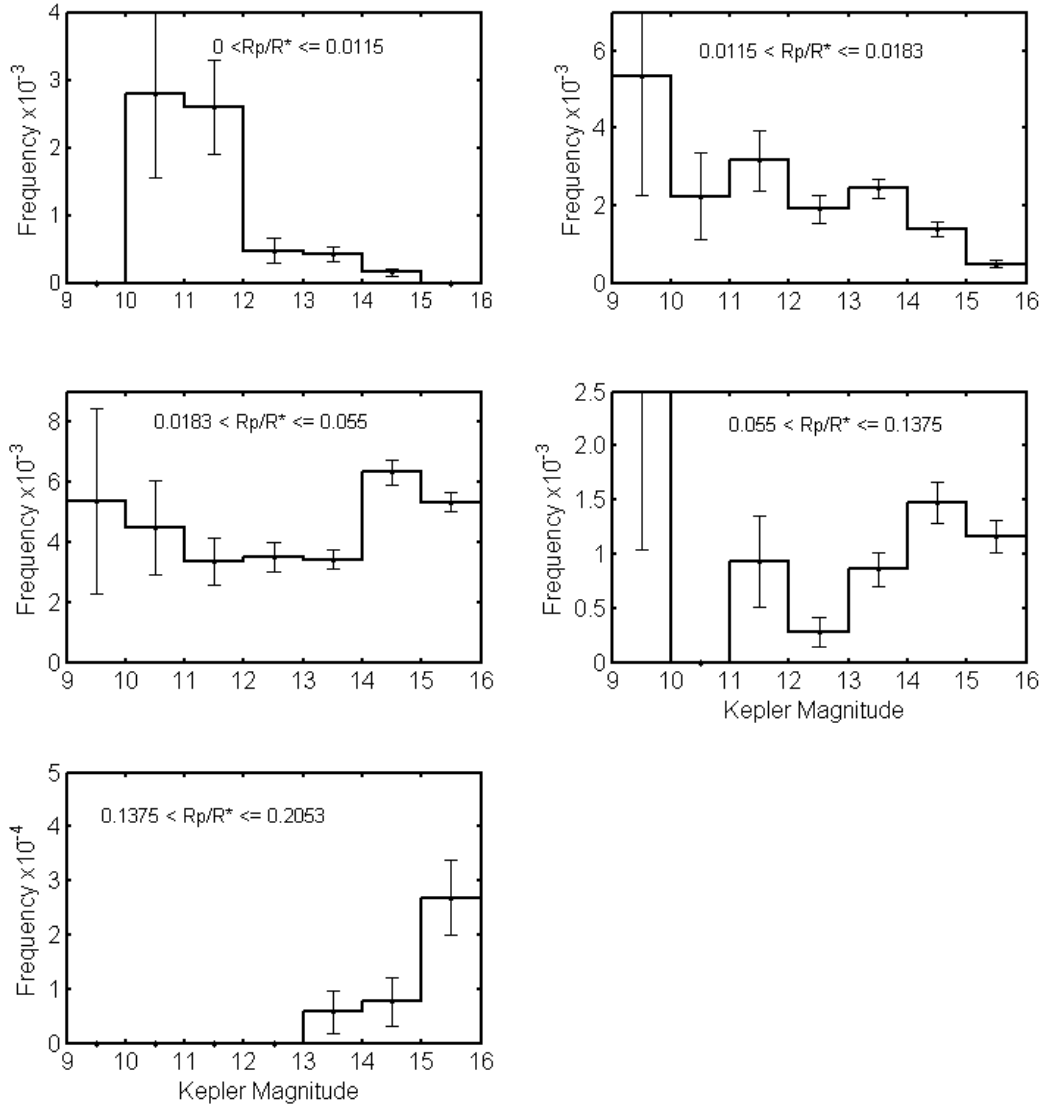 0 <Rp/R* <= 0.0115
Frequency x10-3
4
3
2
1
0
9 10 11 12 13 14 15 16
0.0115 < Rp/R* <= 0.0183
Frequency x10-3
6
4
2
0
9 10 11 12 13 14 15 16
0.0183 < Rp/R* <= 0.055
Frequency x10-3
8
6
4
2
0
9 10 11 12 13 14 15 16
0.055 < Rp/R* <= 0.1375
Frequency x10-3
2.5
2.0
1.5
1
0.5
0
9 10 11 12 13 14 15 16
Kepler Magnitude
0.1375 < Rp/R* <= 0.2053
Frequency x10-4
5
4
3
2
1
0
9 10 11 12 13 14 15 16
Kepler Magnitude